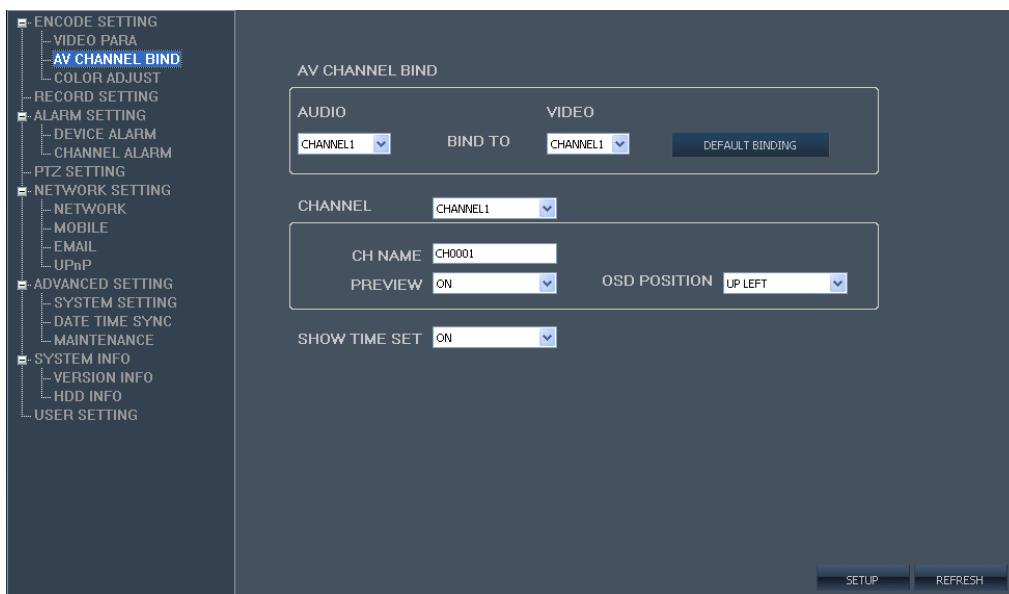 ENCODE SETTING
VIDEO PARA
AV CHANNEL BIND
COLOR ADJUST
RECORD SETTING
ALARM SETTING
DEVICE ALARM
CHANNEL ALARM
PTZ SETTING
NETWORK SETTING
NETWORK
MOBILE
EMAIL
UPnP
ADVANCED SETTING
SYSTEM SETTING
DATE TIME SYNC
MAINTENANCE
SYSTEM INFO
VERSION INFO
HDD INFO
USER SETTING
AV CHANNEL BIND
AUDIO VIDEO
CHANNEL1 BIND TO CHANNEL1 DEFAULT BINDING
CHANNEL CHANNEL1
CH NAME CH0001
PREVIEW ON OSD POSITION UP LEFT
SHOW TIME SET ON
SETUP REFRESH